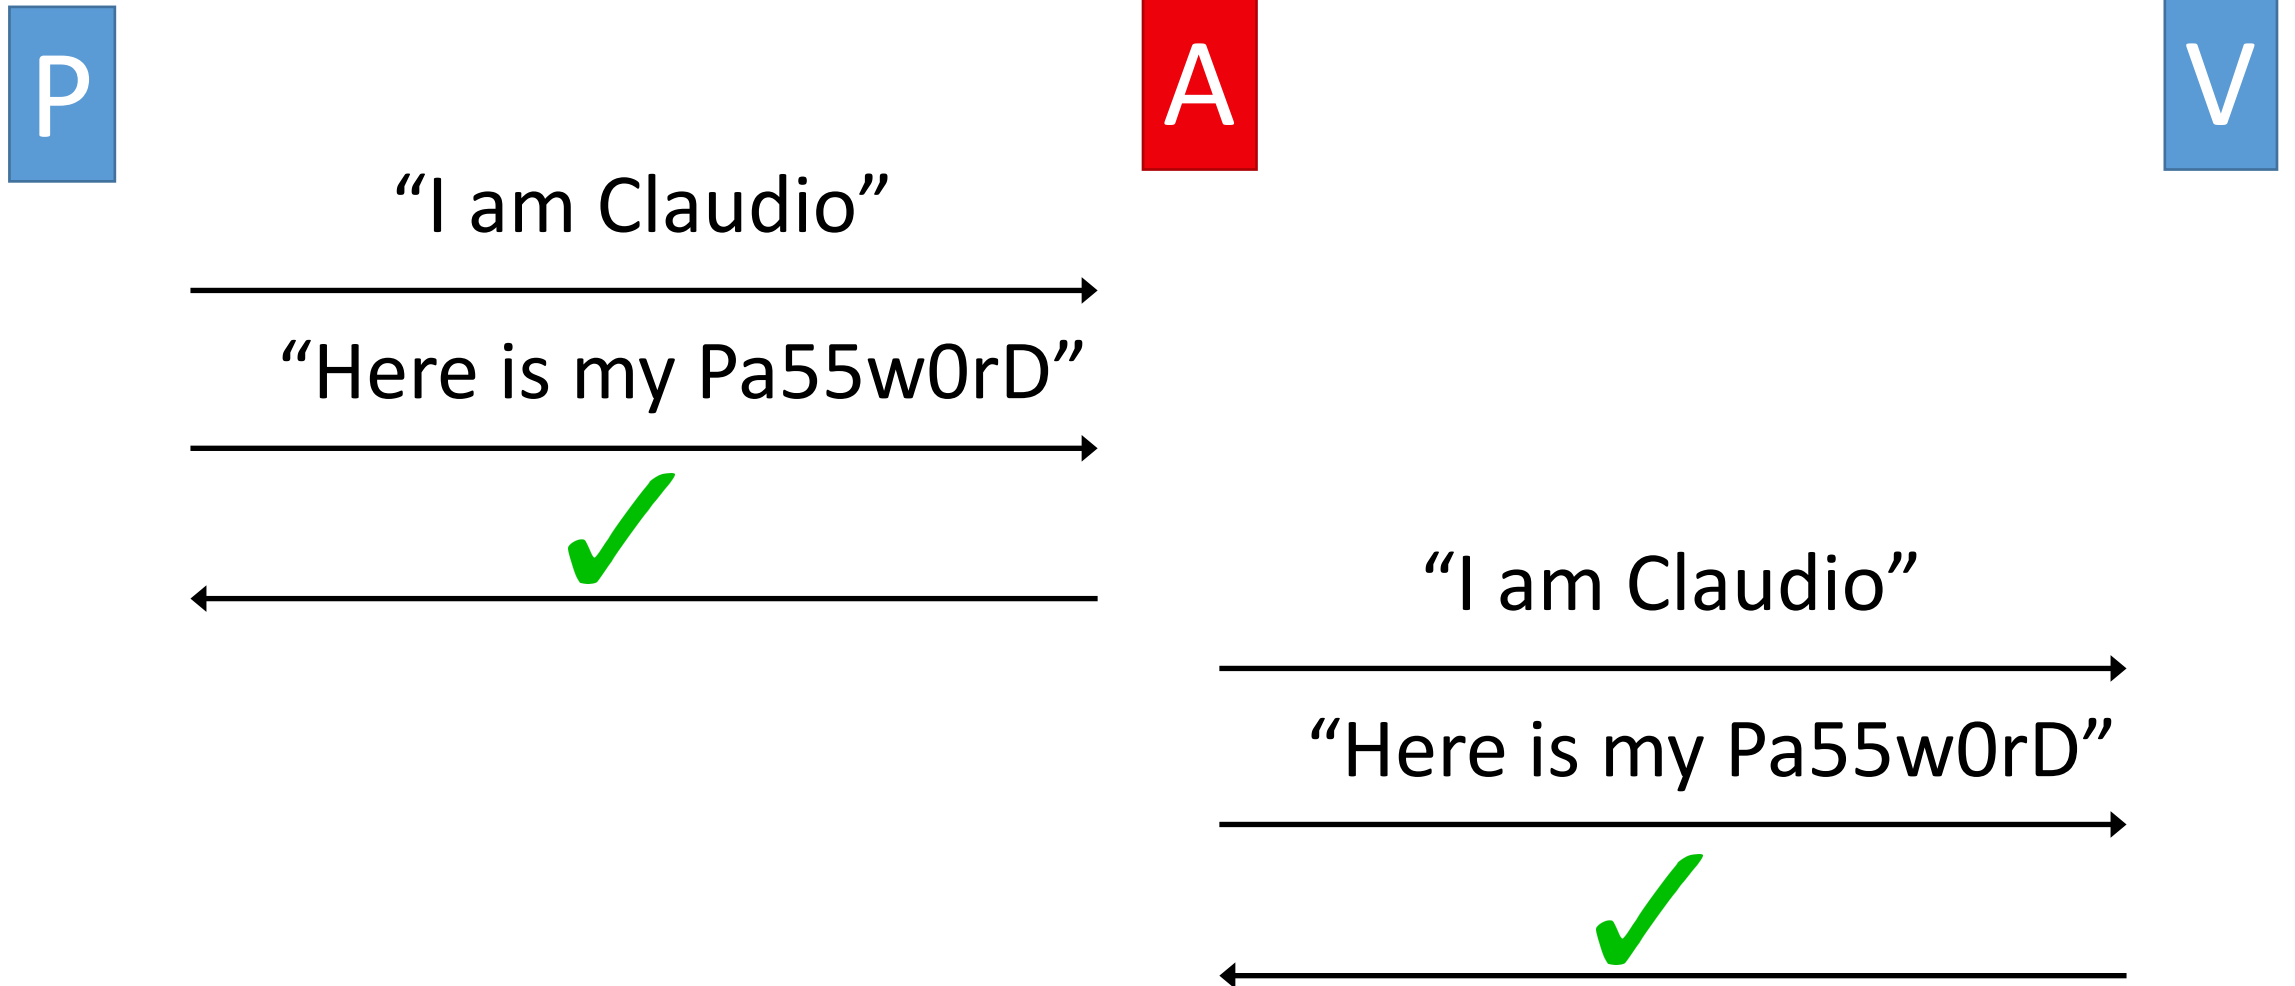 P
A
V
“I am Claudio”
“Here is my Pa55w0rD”
“I am Claudio”
“Here is my Pa55w0rD”